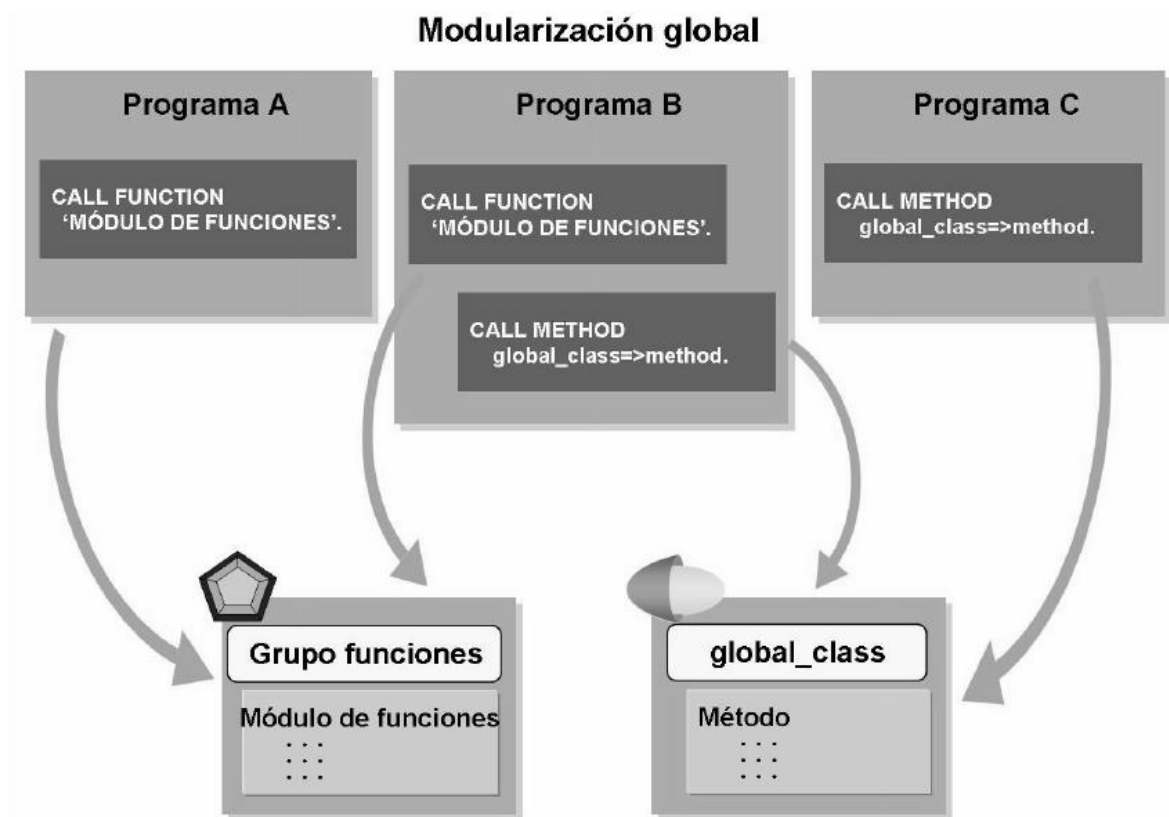 Modularización global
Programa A
CALL FUNCTION
‘MÓDULO DE FUNCIONES’.
Programa B
CALL FUNCTION
‘MÓDULO DE FUNCIONES’.
CALL METHOD
global_class=>method.
Programa C
CALL METHOD
global_class=>method.
Grupo funciones
Módulo de funciones
. . .
. . .
. . .
global_class
Método
. . .
. . .
. . .